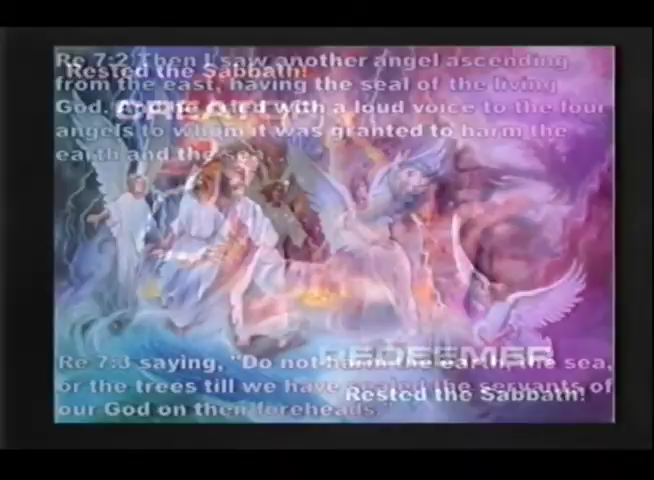 Re 7:2 Then I saw another angel ascending
Rested the Sabbath!
from the east, having the seal of the living
God. And he cried with a loud voice to the four
CREATOR
angels to whom it was granted to harm the
earth and the sea,
REDEEMER
Re 7:3 saying, "Do not harm the earth, the sea,
or the trees till we have sealed the servants of
Rested the Sabbath!
our God on their foreheads."